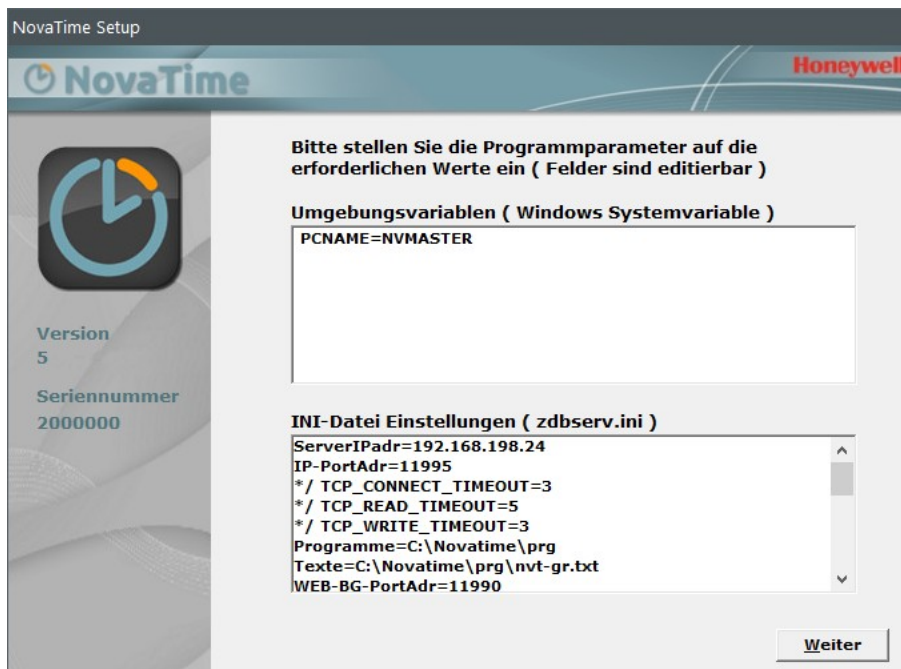 NovaTime Setup
NovaTime
Honeywell
Bitte stellen Sie die Programmparameter auf die
erforderlichen Werte ein ( Felder sind editierbar )
Umgebungsvariablen ( Windows Systemvariable )
PCNAME=NVMASTER
Version
5
Seriennummer
2000000
INI-Datei Einstellungen ( zdbserv.ini )
ServerIPadr=192.168.198.24
IP-PortAdr=11995
*/ TCP_CONNECT_TIMEOUT=3
*/ TCP_READ_TIMEOUT=5
*/ TCP_WRITE_TIMEOUT=3
Programme=C:\Novatime\prg
Texte=C:\Novatime\prg\nvt-gr.txt
WEB-BG-PortAdr=11990
Weiter